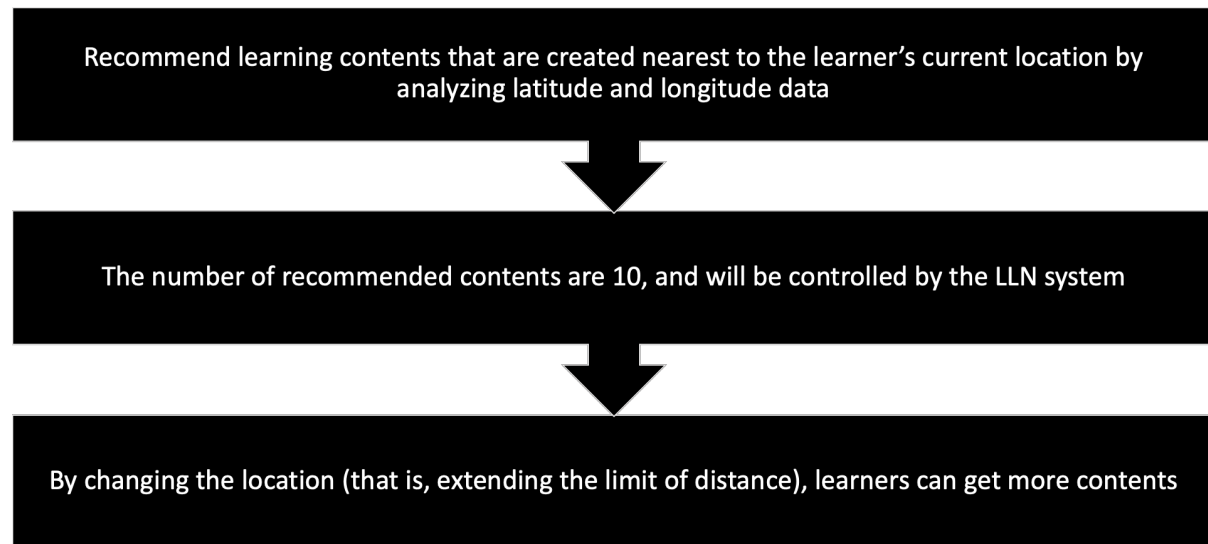 Recommend learning contents that are created nearest to the learner’s current location by
analyzing latitude and longitude data
The number of recommended contents are 10, and will be controlled by the LLN system
By changing the location (that is, extending the limit of distance), learners can get more contents